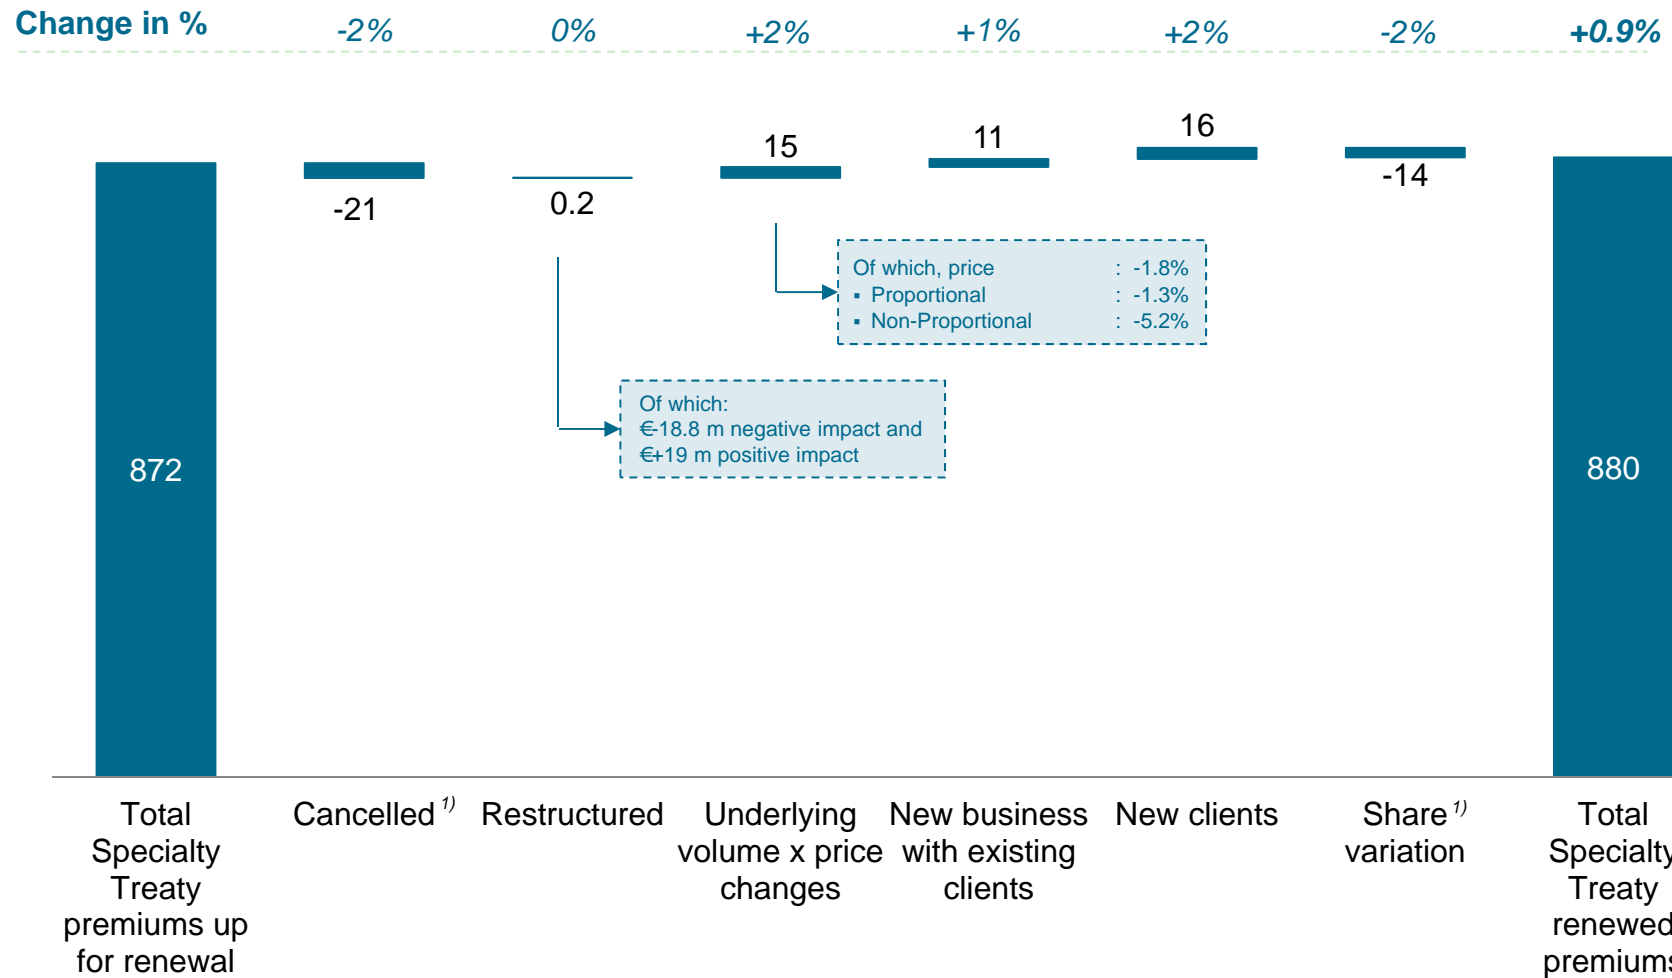 Change in % -2% 0% +2% +1% +2% -2% +0.9%
15 11 16
-21 0.2 -14
Of which, price : -1.8%
▪ Proportional : -1.3%
▪ Non-Proportional : -5.2%
Of which:
€-18.8 m negative impact and
€+19 m positive impact
872 880
Total
Specialty
Treaty
premiums up
for renewal
Cancelled 1)
Restructured
Underlying
volume x price
changes
New business
with existing
clients
New clients
Share 1)
variation
Total
Specialty
Treaty
renewed
premiums